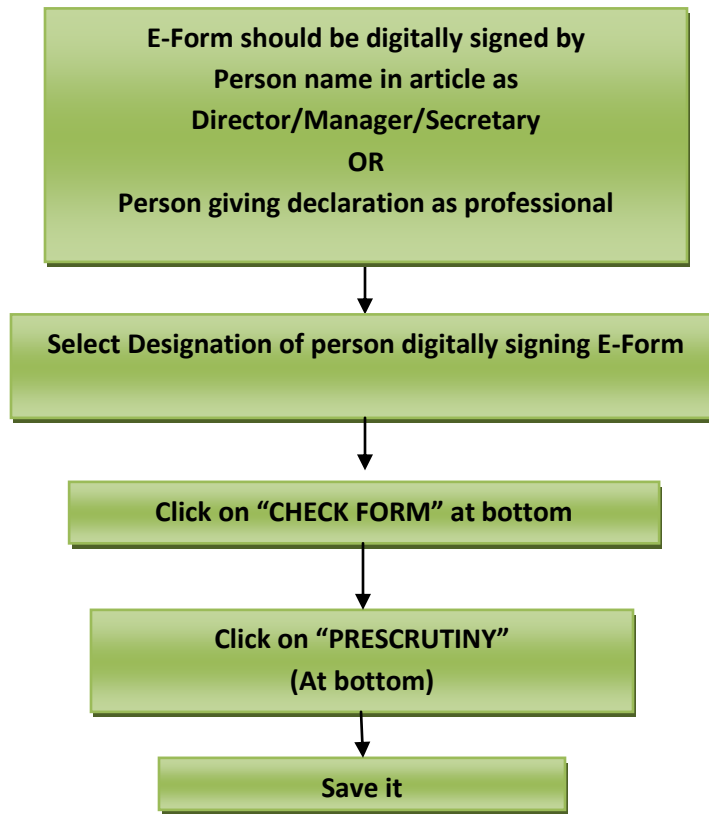 E-Form should be digitally signed by
Person name in article as
Director/Manager/Secretary
OR
Person giving declaration as professional
Select Designation of person digitally signing E-Form
Click on “CHECK FORM” at bottom
Click on “PRESCRUTINY”
(At bottom)
Save it